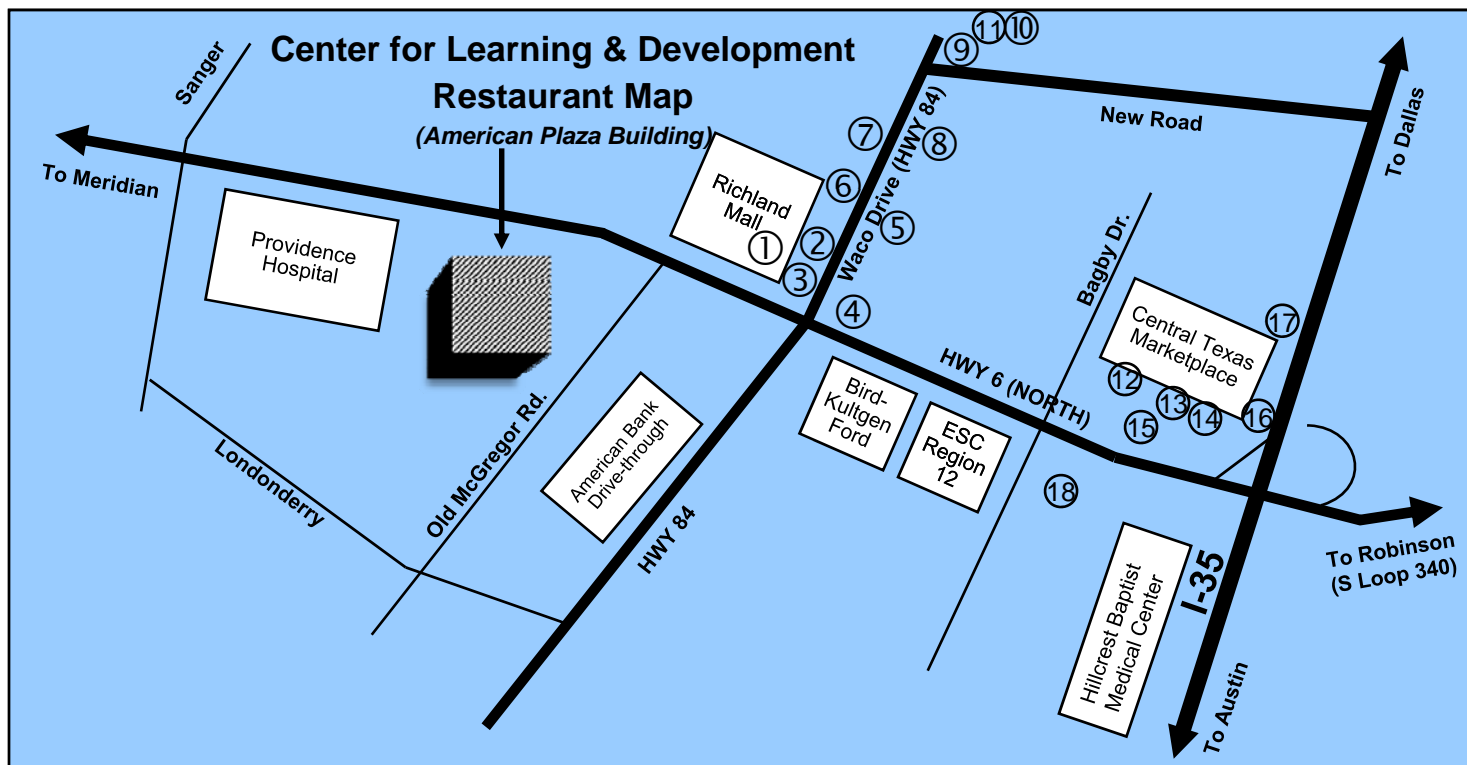 Center for Learning & Development
Restaurant Map
(American Plaza Building)
Sanger
To Meridian
Providence
Hospital
Londonderry
Old McGregor Rd.
American Bank
Drive-through
HWY 84
Richland
Mall
①
②
③
④
⑤
⑥
⑦
⑧
⑨
⑪
⑩
Waco Drive (HWY 84)
New Road
To Dallas
Bagby Dr.
Central Texas
Marketplace
⑰
⑫
⑬
⑭
⑯
⑮
HWY 6 (NORTH)
Bird-
Kultgen
Ford
ESC
Region
12
⑱
Hillcrest Baptist
Medical Center
I-35
To Austin
To Robinson
(S Loop 340)